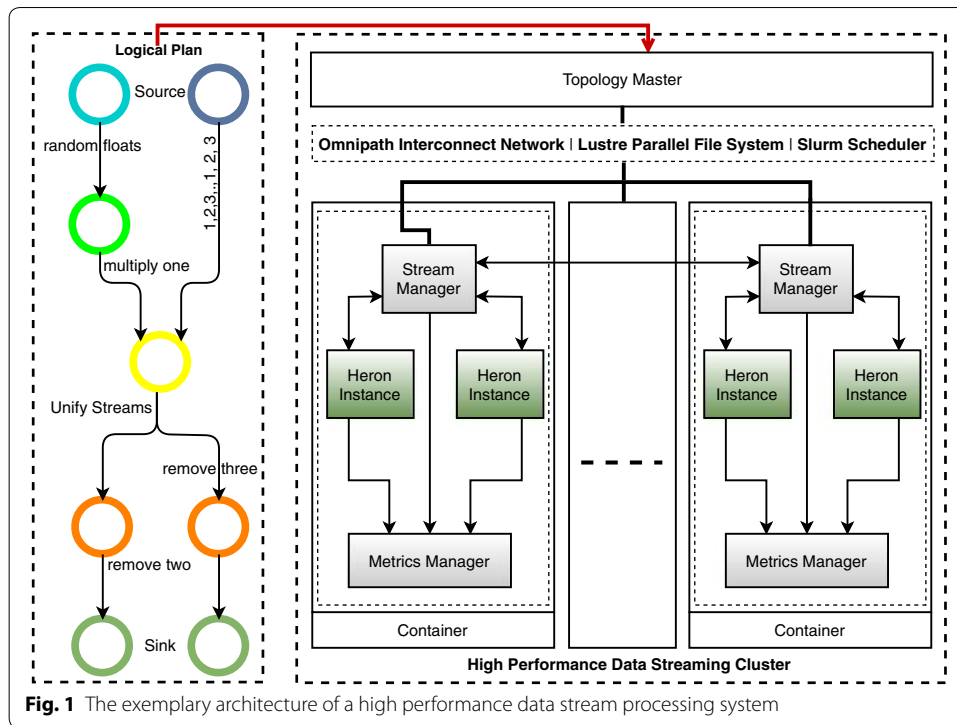 Logical Plan
Source
random floats
1,2,3,..,1, 2, 3
multiply one
Unify Streams
remove three
remove two
Sink
Topology Master
Omnipath Interconnect Network | Lustre Parallel File System | Slurm Scheduler
Stream
Manager
Heron
Instance
Heron
Instance
Metrics Manager
Container
Stream
Manager
Heron
Instance
Heron
Instance
Metrics Manager
Container
High Performance Data Streaming Cluster
Fig. 1 The exemplary architecture of a high performance data stream processing system